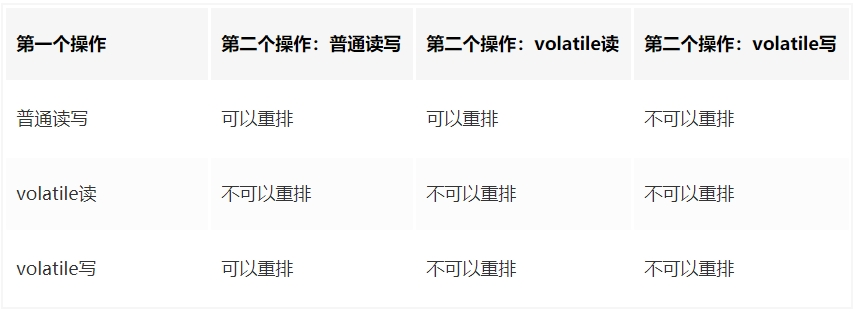 第一个操作 第二个操作：普通读写 第二个操作：volatile读 第二个操作：volatile写
普通读写 可以重排 可以重排 不可以重排
volatile读 不可以重排 不可以重排 不可以重排
volatile写 可以重排 不可以重排 不可以重排